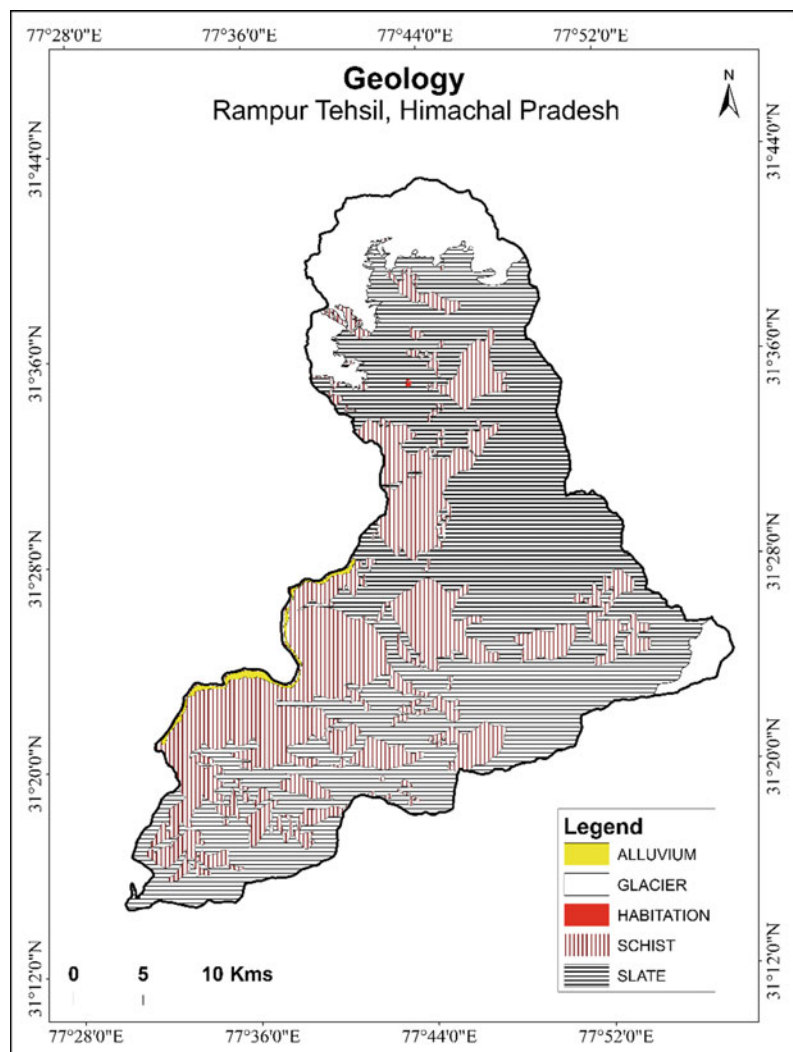 77°28'0"E 77°36'0"E 77°44'0"E 77°52'0"E
Geology
Rampur Tehsil, Himachal Pradesh
N
31°44'0"N 31°44'0"N
31°36'0"N 31°36'0"N
31°28'0"N 31°28'0"N
31°20'0"N 31°20'0"N
31°12'0"N 31°12'0"N
Legend
ALLUVIUM
GLACIER
HABITATION
SCHIST
SLATE
0 5 10 Kms
77°28'0"E 77°36'0"E 77°44'0"E 77°52'0"E